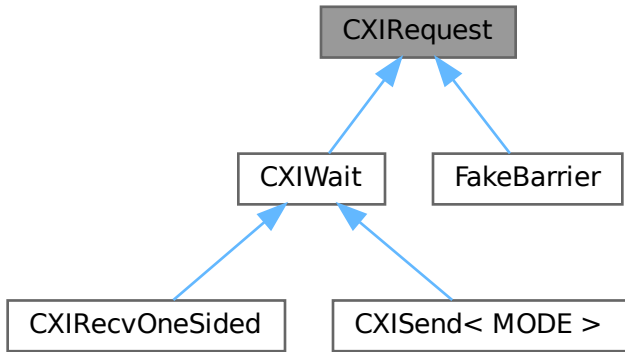 CXIRequest
CXIWait
FakeBarrier
CXIRecvOneSided
CXISend< MODE >